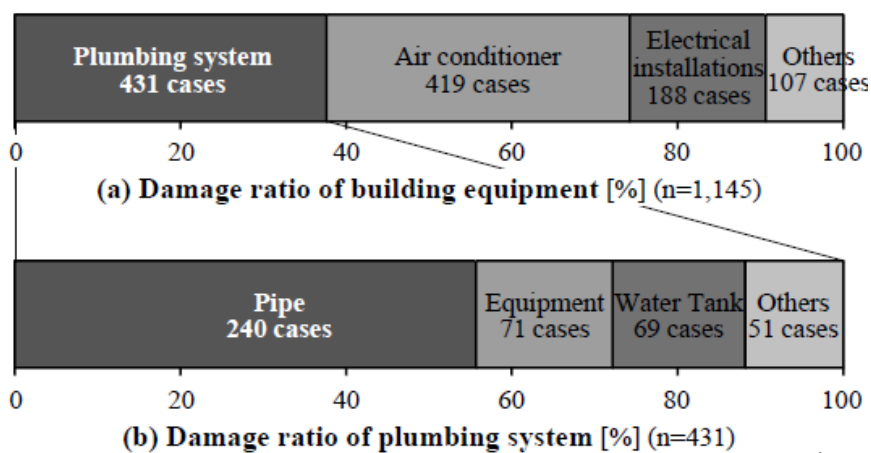 Plumbing system
431 cases
Air conditioner
419 cases
Electrical
installations
188 cases
Others
107 cases
0 20 40 60 80 100
(a) Damage ratio of building equipment [%] (n=1,145)
Pipe
240 cases
Equipment
71 cases
Water Tank
69 cases
Others
51 cases
0 20 40 60 80 100
(b) Damage ratio of plumbing system [%] (n=431)